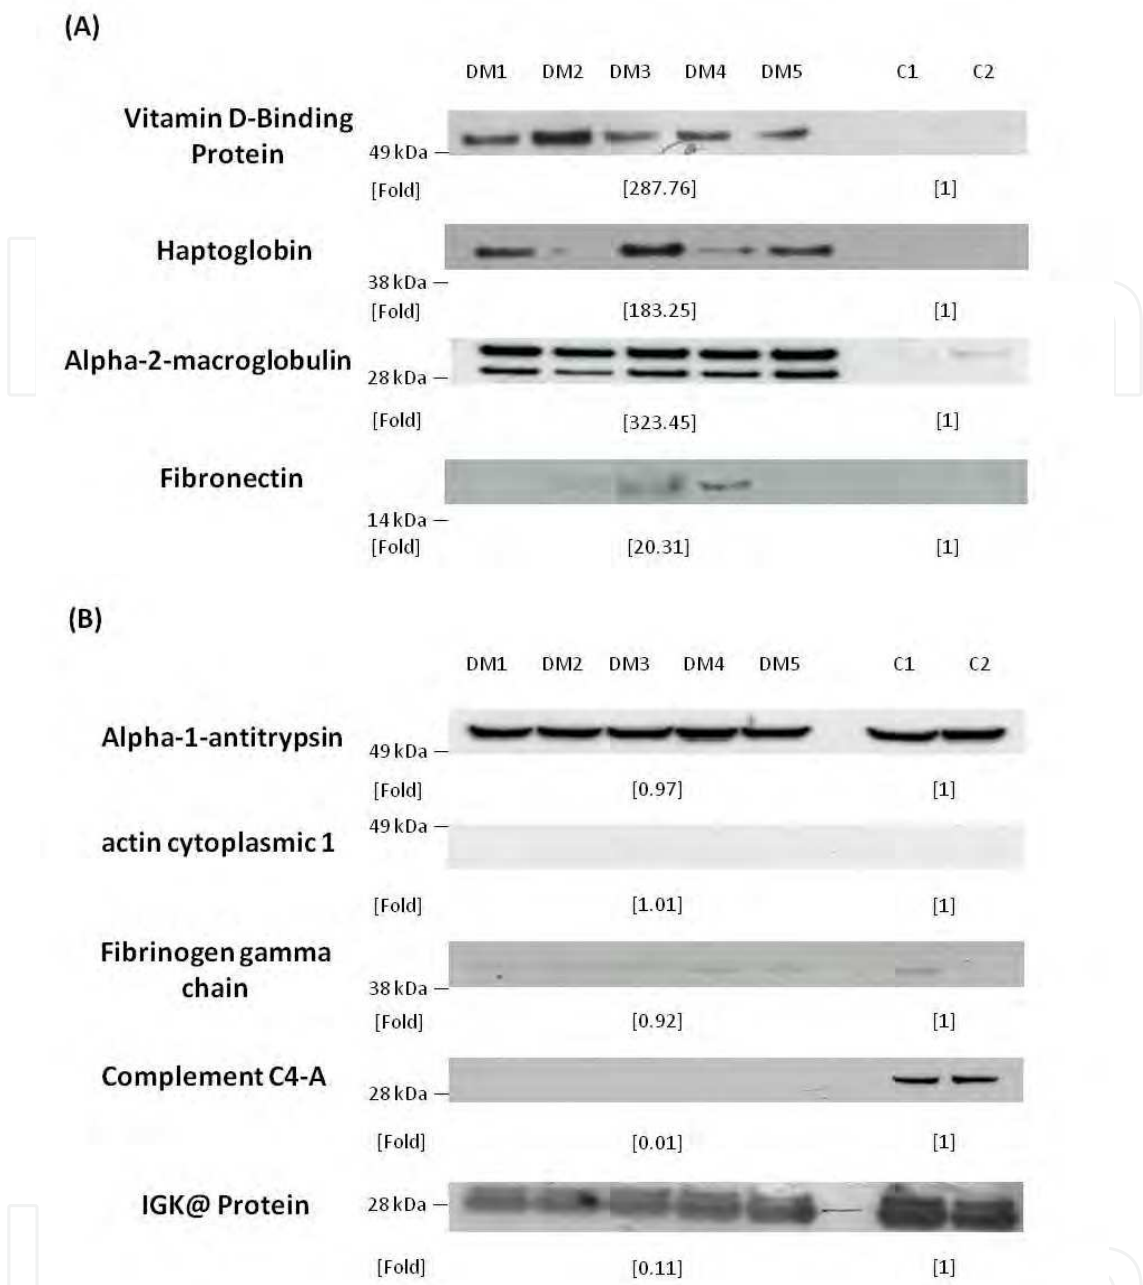 (A)
DM1 DM2 DM3 DM4 DM5 C1 C2
Vitamin D-Binding
Protein
49 kDa
[Fold] [287.76] [1]
Haptoglobin
38 kDa
[Fold] [183.25] [1]
Alpha-2-macroglobulin
28 kDa
[Fold] [323.45] [1]
Fibronectin
14 kDa
[Fold] [20.31] [1]
(B)
DM1 DM2 DM3 DM4 DM5 C1 C2
Alpha-1-antitrypsin
49 kDa
[Fold] [0.97] [1]
49 kDa
actin cytoplasmic 1
[Fold] [1.01] [1]
Fibrinogen gamma
chain
38 kDa
[Fold] [0.92] [1]
Complement C4-A
28 kDa
[Fold] [0.01] [1]
IGK@ Protein 28 kDa
[Fold] [0.11] [1]